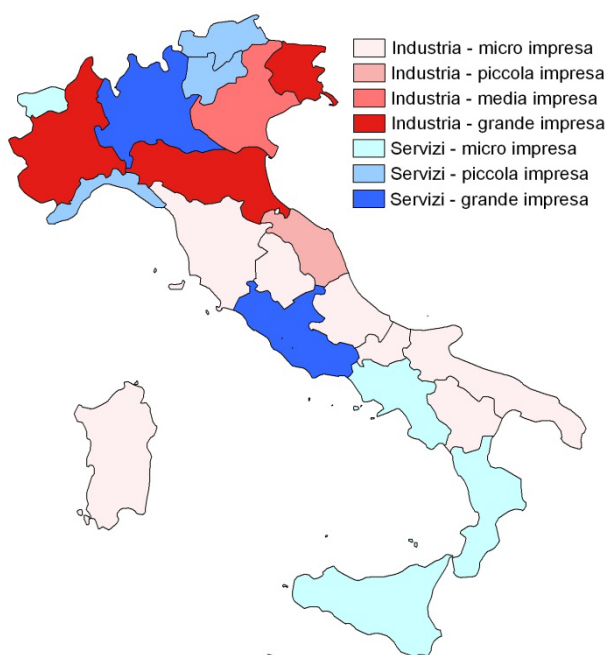 Industria - micro impresa
Industria - piccola impresa
Industria - media impresa
Industria - grande impresa
Servizi - micro impresa
Servizi - piccola impresa
Servizi - grande impresa